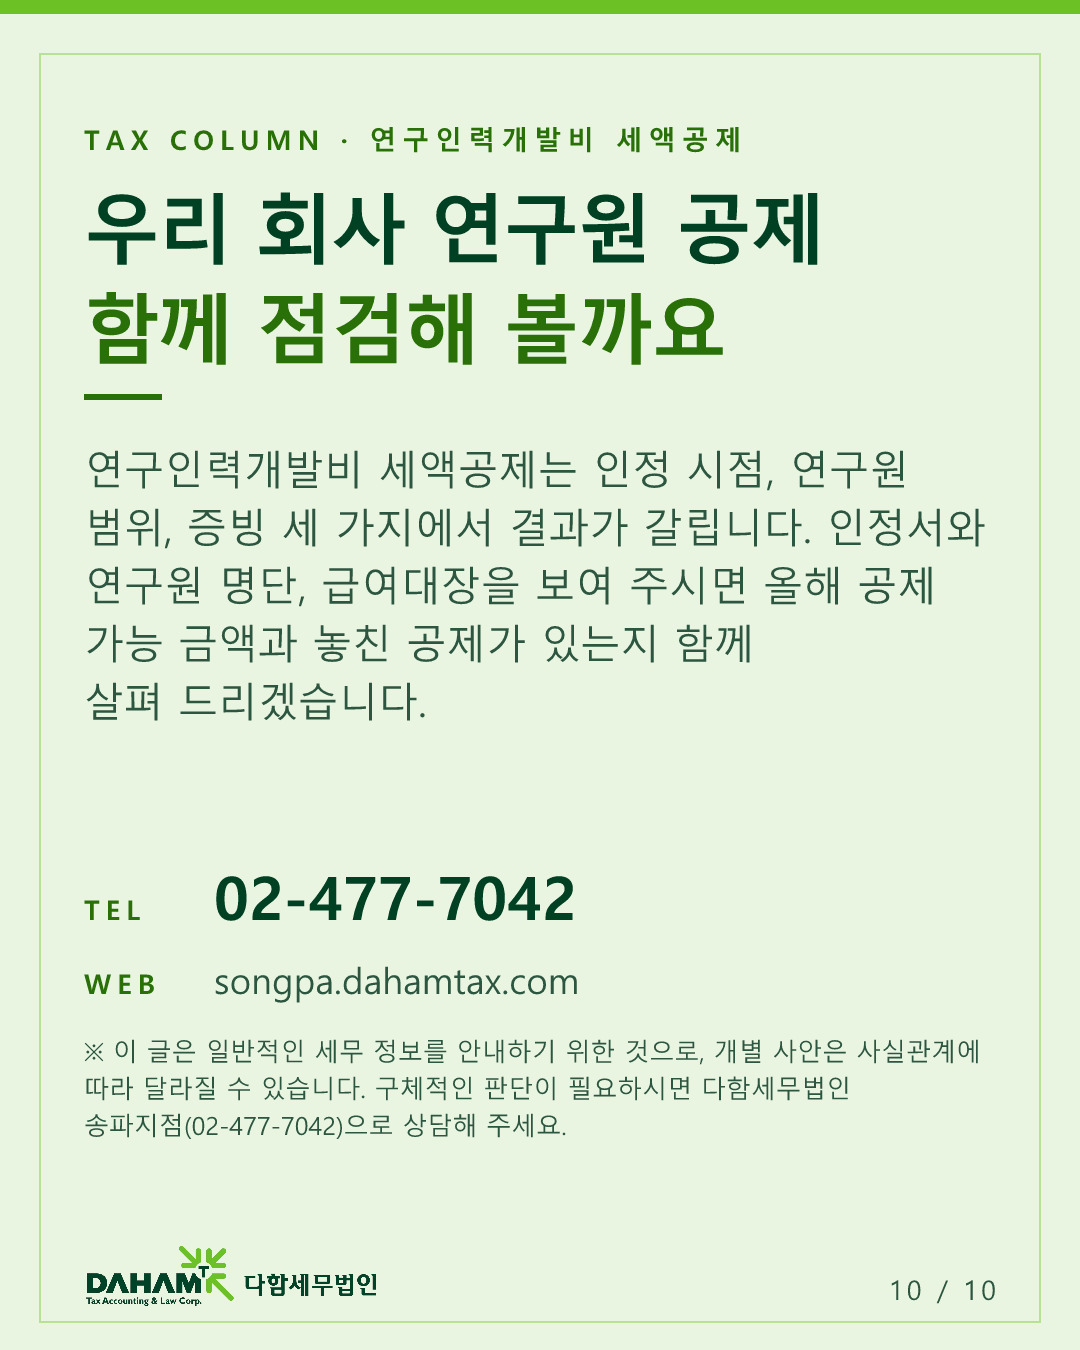 TAX COLUMN · 연구인력개발비 세액공제
우리 회사 연구원 공제
함께 점검해 볼까요
연구인력개발비 세액공제는 인정 시점, 연구원
범위, 증빙 세 가지에서 결과가 갈립니다. 인정서와
연구원 명단, 급여대장을 보여 주시면 올해 공제
가능 금액과 놓친 공제가 있는지 함께
살펴 드리겠습니다.
TEL 02-477-7042
WEB songpa.dahamtax.com
※ 이 글은 일반적인 세무 정보를 안내하기 위한 것으로, 개별 사안은 사실관계에
따라 달라질 수 있습니다. 구체적인 판단이 필요하시면 다함세무법인
송파지점(02-477-7042)으로 상담해 주세요.
DAHAM T 다함세무법인
Tax Accounting & Law Corp.
10 / 10